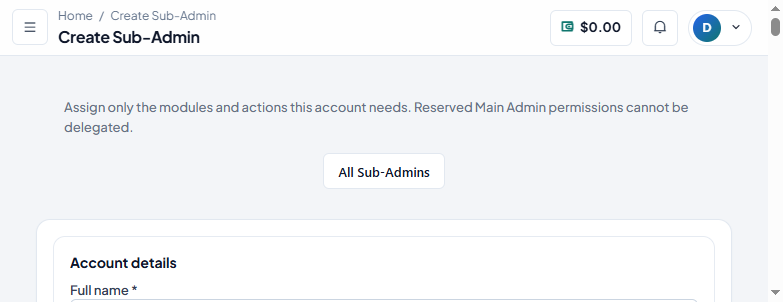 Home / Create Sub-Admin
Create Sub-Admin
$0.00
D
Assign only the modules and actions this account needs. Reserved Main Admin permissions cannot be
delegated.
All Sub-Admins
Account details
Full name *